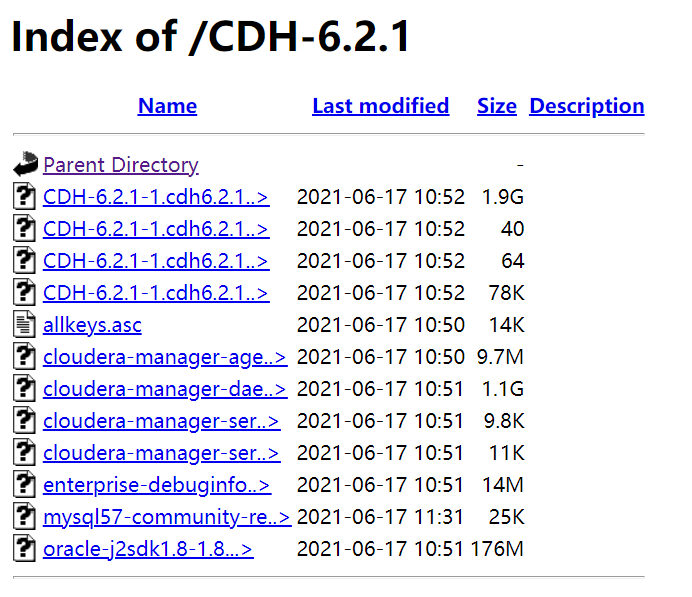 Index of /CDH-6.2.1
Name Last modified Size Description
Parent Directory -
CDH-6.2.1-1.cdh6.2.1..> 2021-06-17 10:52 1.9G
CDH-6.2.1-1.cdh6.2.1..> 2021-06-17 10:52 40
CDH-6.2.1-1.cdh6.2.1..> 2021-06-17 10:52 64
CDH-6.2.1-1.cdh6.2.1..> 2021-06-17 10:52 78K
allkeys.asc 2021-06-17 10:50 14K
cloudera-manager-age..> 2021-06-17 10:50 9.7M
cloudera-manager-dae..> 2021-06-17 10:51 1.1G
cloudera-manager-ser..> 2021-06-17 10:51 9.8K
cloudera-manager-ser..> 2021-06-17 10:51 11K
enterprise-debuginfo..> 2021-06-17 10:51 14M
mysql57-community-re..> 2021-06-17 11:31 25K
oracle-j2sdk1.8-1.8...> 2021-06-17 10:51 176M